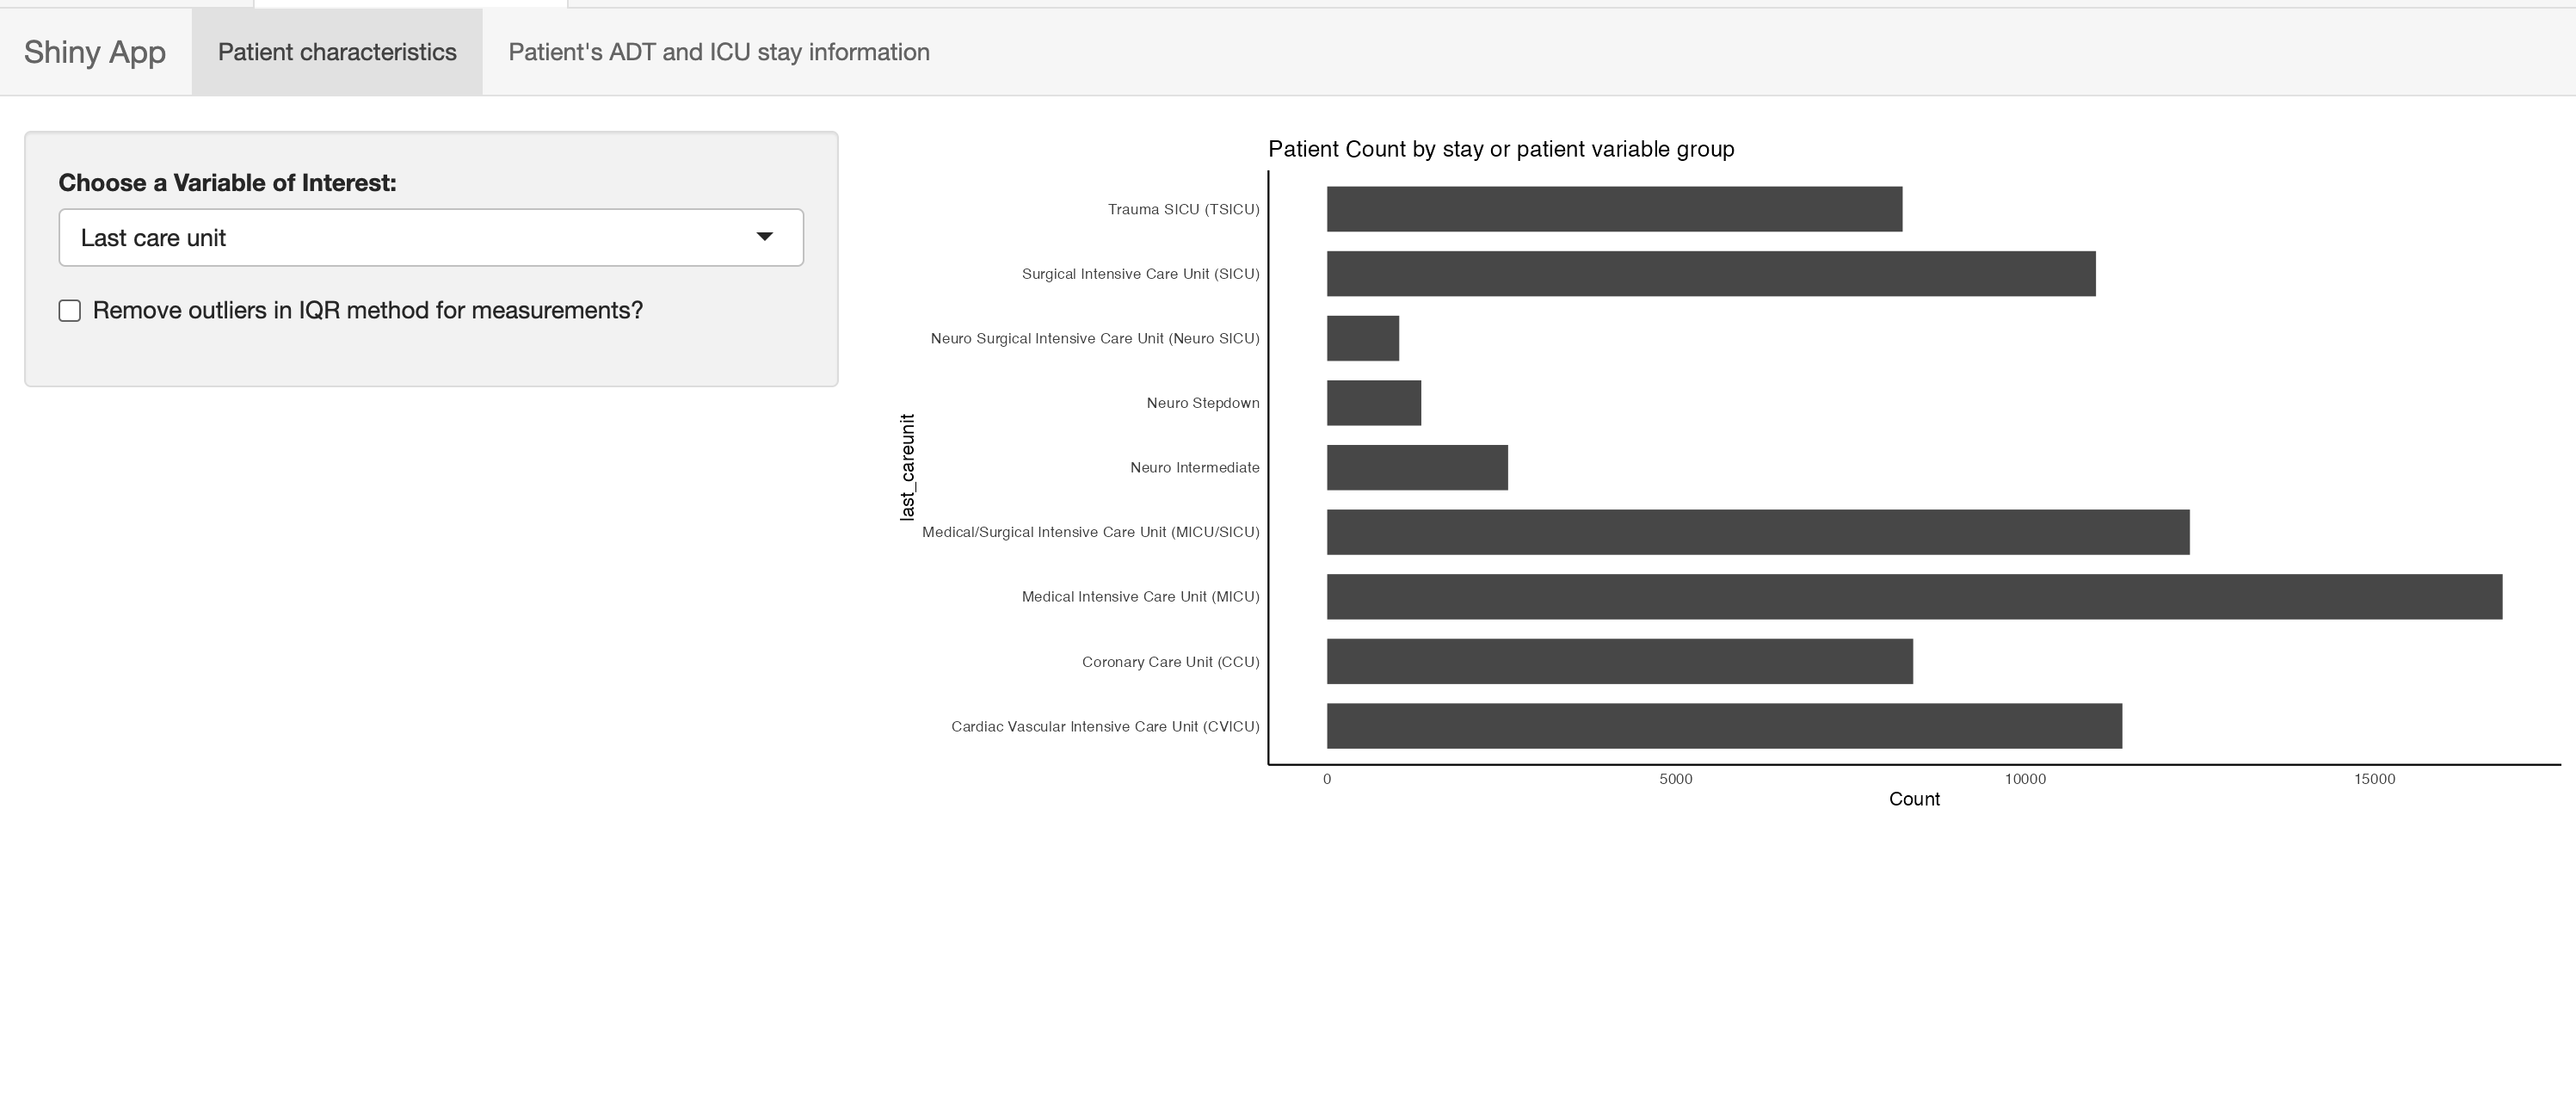 Shiny App
Patient characteristics
Patient's ADT and ICU stay information
Choose a Variable of Interest:
Last care unit
Remove outliers in IQR method for measurements?
Patient Count by stay or patient variable group
last_careunit
Trauma SICU (TSICU)
Surgical Intensive Care Unit (SICU)
Neuro Surgical Intensive Care Unit (Neuro SICU)
Neuro Stepdown
Neuro Intermediate
Medical/Surgical Intensive Care Unit (MICU/SICU)
Medical Intensive Care Unit (MICU)
Coronary Care Unit (CCU)
Cardiac Vascular Intensive Care Unit (CVICU)
0 5000 10000 15000
Count